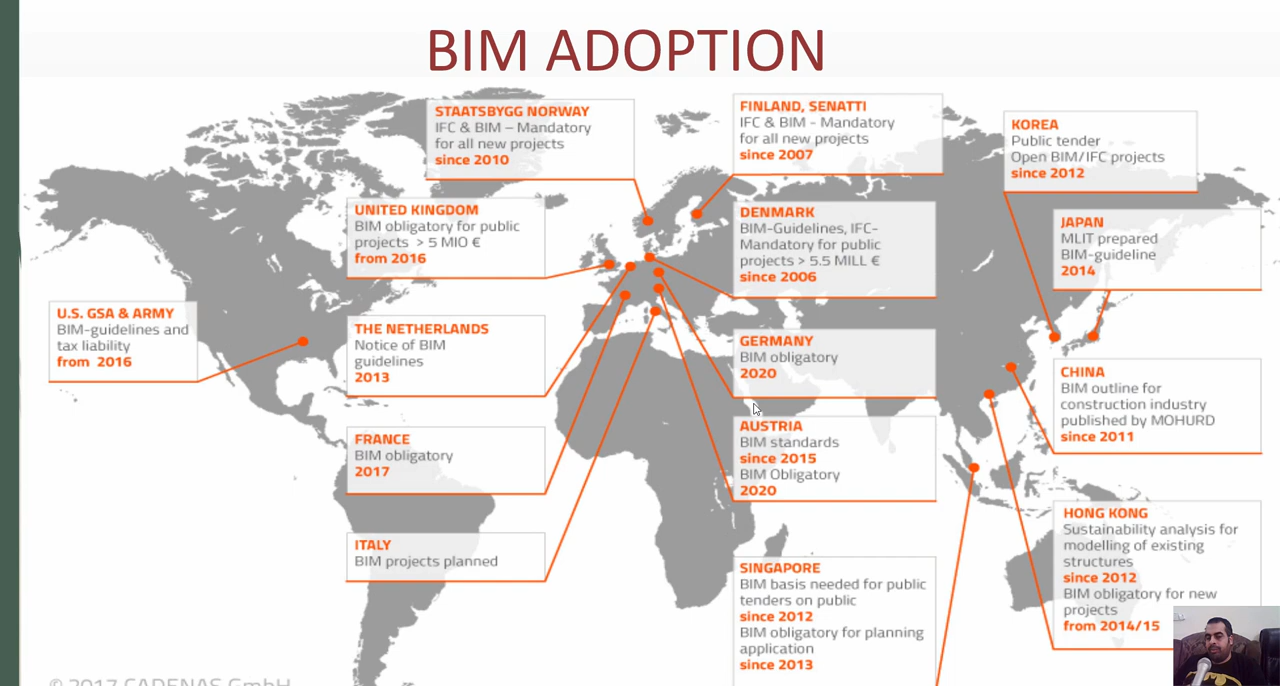 BIM ADOPTION
STAATSBYGG NORWAY
IFC & BIM – Mandatory
for all new projects
since 2010
FINLAND, SENATTI
IFC & BIM - Mandatory
for all new projects
since 2007
KOREA
Public tender
Open BIM/IFC projects
since 2012
UNITED KINGDOM
BIM obligatory for public
projects > 5 MIO €
from 2016
DENMARK
BIM-Guidelines, IFC-
Mandatory for public
projects > 5.5 MILL €
since 2006
JAPAN
MLIT prepared
BIM-guideline
2014
U.S. GSA & ARMY
BIM-guidelines and
tax liability
from 2016
THE NETHERLANDS
Notice of BIM
guidelines
2013
GERMANY
BIM obligatory
2020
CHINA
BIM outline for
construction industry
published by MOHURD
since 2011
FRANCE
BIM obligatory
2017
AUSTRIA
BIM standards
since 2015
BIM Obligatory
2020
ITALY
BIM projects planned
SINGAPORE
BIM basis needed for public
tenders on public
since 2012
BIM obligatory for planning
application
since 2013
HONG KONG
Sustainability analysis for
modelling of existing
structures
since 2012
BIM obligatory for new
projects
from 2014/15
© 2017 CADENAS GmbH